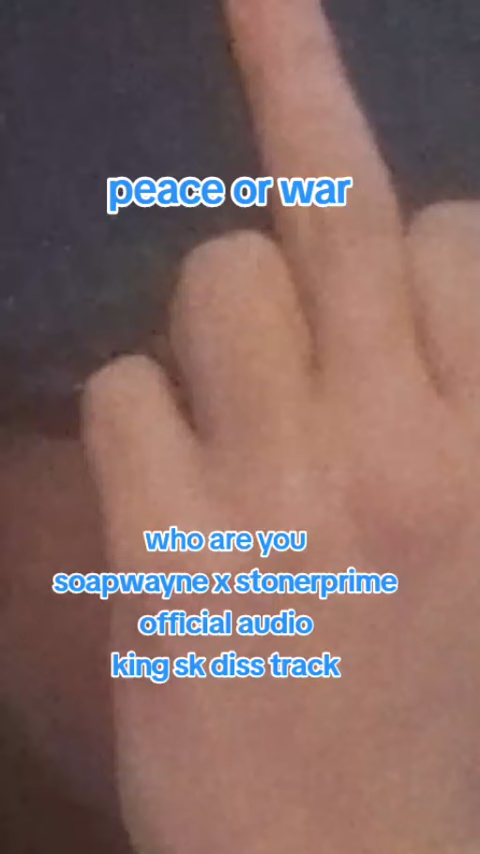 peace or war
who are you
soapwayne x stonerprime
official audio
king sk diss track